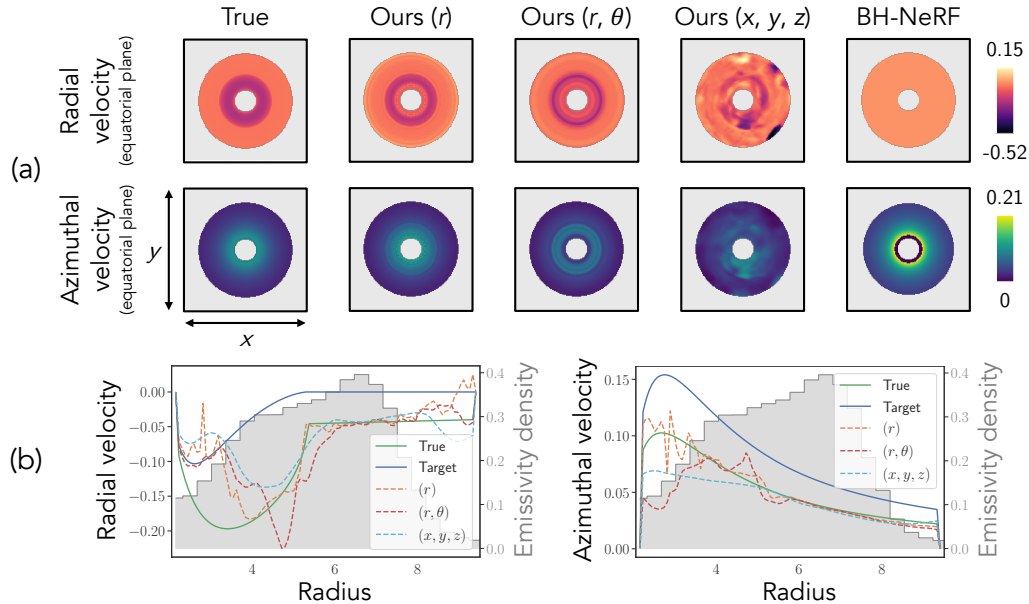 True
Ours (r)
Ours (r, θ)
Ours (x, y, z)
BH-NeRF
(a)
Radial
velocity
(equatorial plane)
0.15
-0.52
Azimuthal
velocity
(equatorial plane)
y
x
0.21
0
(b)
Radial velocity
0.00
−0.05
−0.10
−0.15
−0.20
4
6
8
Radius
0.4
0.3
0.2
0.1
0.0
Emissivity density
True
Target
(r)
(r, θ)
(x, y, z)
Azimuthal velocity
0.15
0.10
0.05
0.00
4
6
8
Radius
0.4
0.3
0.2
0.1
0.0
Emissivity density
True
Target
(r)
(r, θ)
(x, y, z)